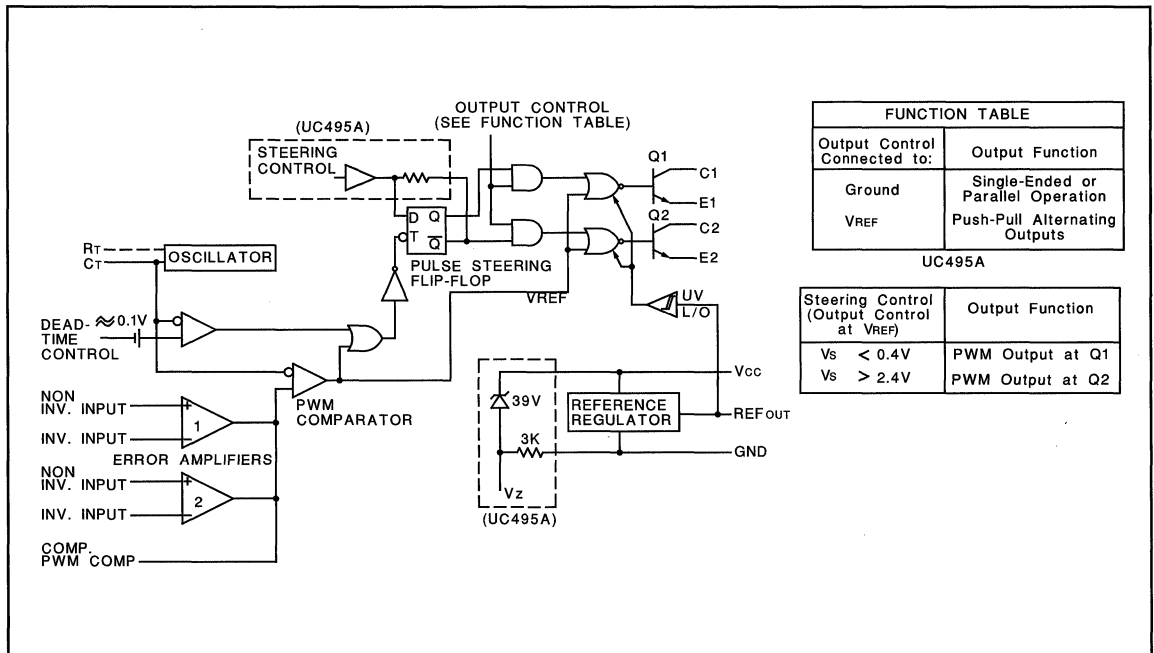 OUTPUT CONTROL
(SEE FUNCTION TABLE)
(UC495A)
STEERING
CONTROL
D Q
T Q̅
PULSE STEERING
FLIP-FLOP
Q1
C1
E1
Q2
C2
E2
RT
CT
OSCILLATOR
VREF
UV
L/O
DEAD-
TIME
CONTROL
≈0.1V
PWM
COMPARATOR
NON
INV. INPUT
INV. INPUT
+
−
1
ERROR AMPLIFIERS
NON
INV. INPUT
INV. INPUT
+
−
2
COMP.
PWM COMP
39V
3K
Vz
(UC495A)
REFERENCE
REGULATOR
Vcc
REFOUT
GND
FUNCTION TABLE
Output Control
Connected to:
Output Function
Ground
Single-Ended or
Parallel Operation
VREF
Push-Pull Alternating
Outputs
UC495A
Steering Control
(Output Control
at VREF)
Output Function
Vs < 0.4V
PWM Output at Q1
Vs > 2.4V
PWM Output at Q2